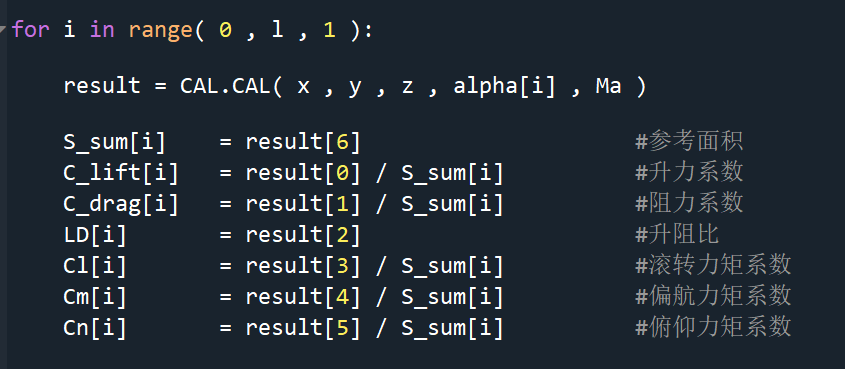 for i in range( 0 , l , 1 ):
result = CAL.CAL( x , y , z , alpha[i] , Ma )
S_sum[i] = result[6] #参考面积
C_lift[i] = result[0] / S_sum[i] #升力系数
C_drag[i] = result[1] / S_sum[i] #阻力系数
LD[i] = result[2] #升阻比
Cl[i] = result[3] / S_sum[i] #滚转力矩系数
Cm[i] = result[4] / S_sum[i] #偏航力矩系数
Cn[i] = result[5] / S_sum[i] #俯仰力矩系数